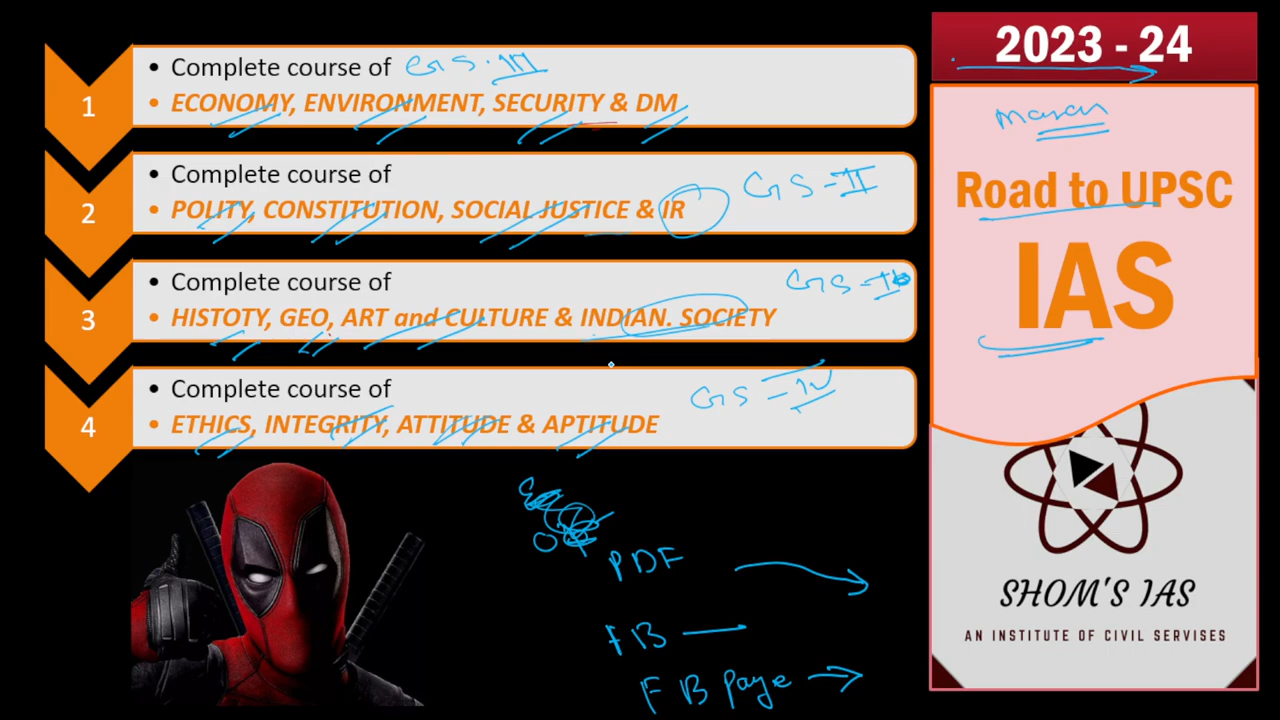 1
• Complete course of GS-III
• ECONOMY, ENVIRONMENT, SECURITY & DM
2
• Complete course of
• POLITY, CONSTITUTION, SOCIAL JUSTICE & IR
GS-II
3
• Complete course of
• HISTOTY, GEO, ART and CULTURE & INDIAN. SOCIETY
GS-I
4
• Complete course of
• ETHICS, INTEGRITY, ATTITUDE & APTITUDE
GS-IV
PDF
FB
FB page
2023 - 24
Road to UPSC
IAS
SHOM'S IAS
AN INSTITUTE OF CIVIL SERVISES